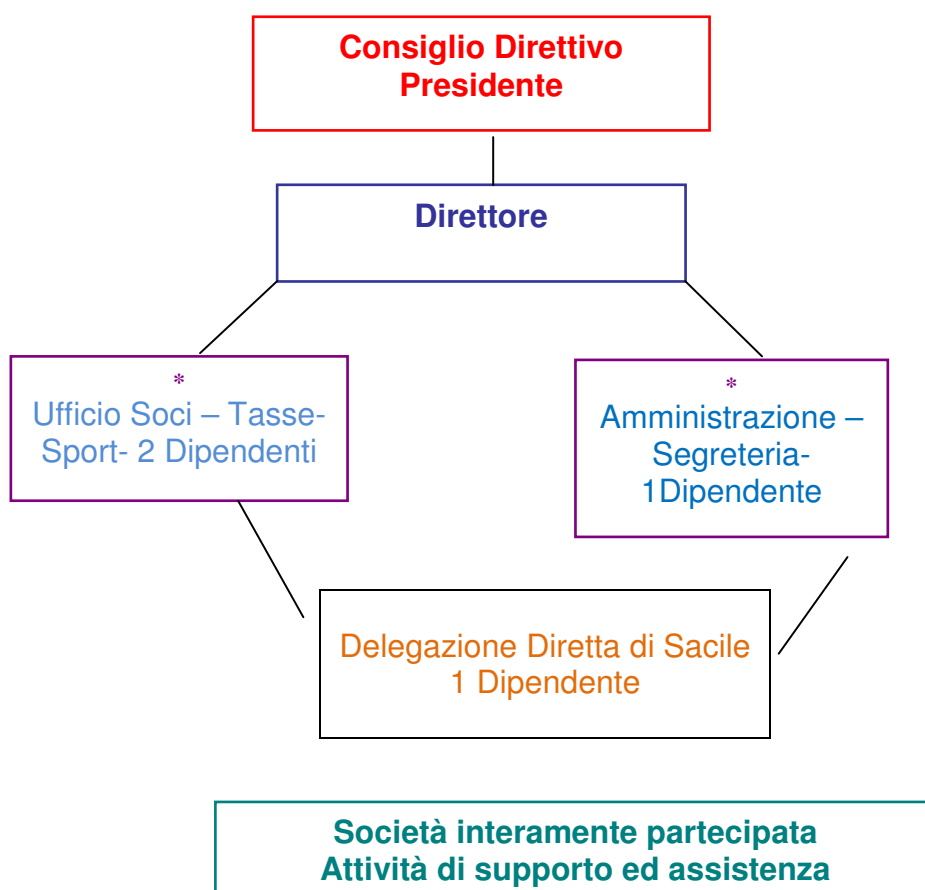 Consiglio Direttivo
Presidente
Direttore
*
Ufficio Soci – Tasse-
Sport- 2 Dipendenti
*
Amministrazione –
Segreteria-
1Dipendente
Delegazione Diretta di Sacile
1 Dipendente
Società interamente partecipata
Attività di supporto ed assistenza